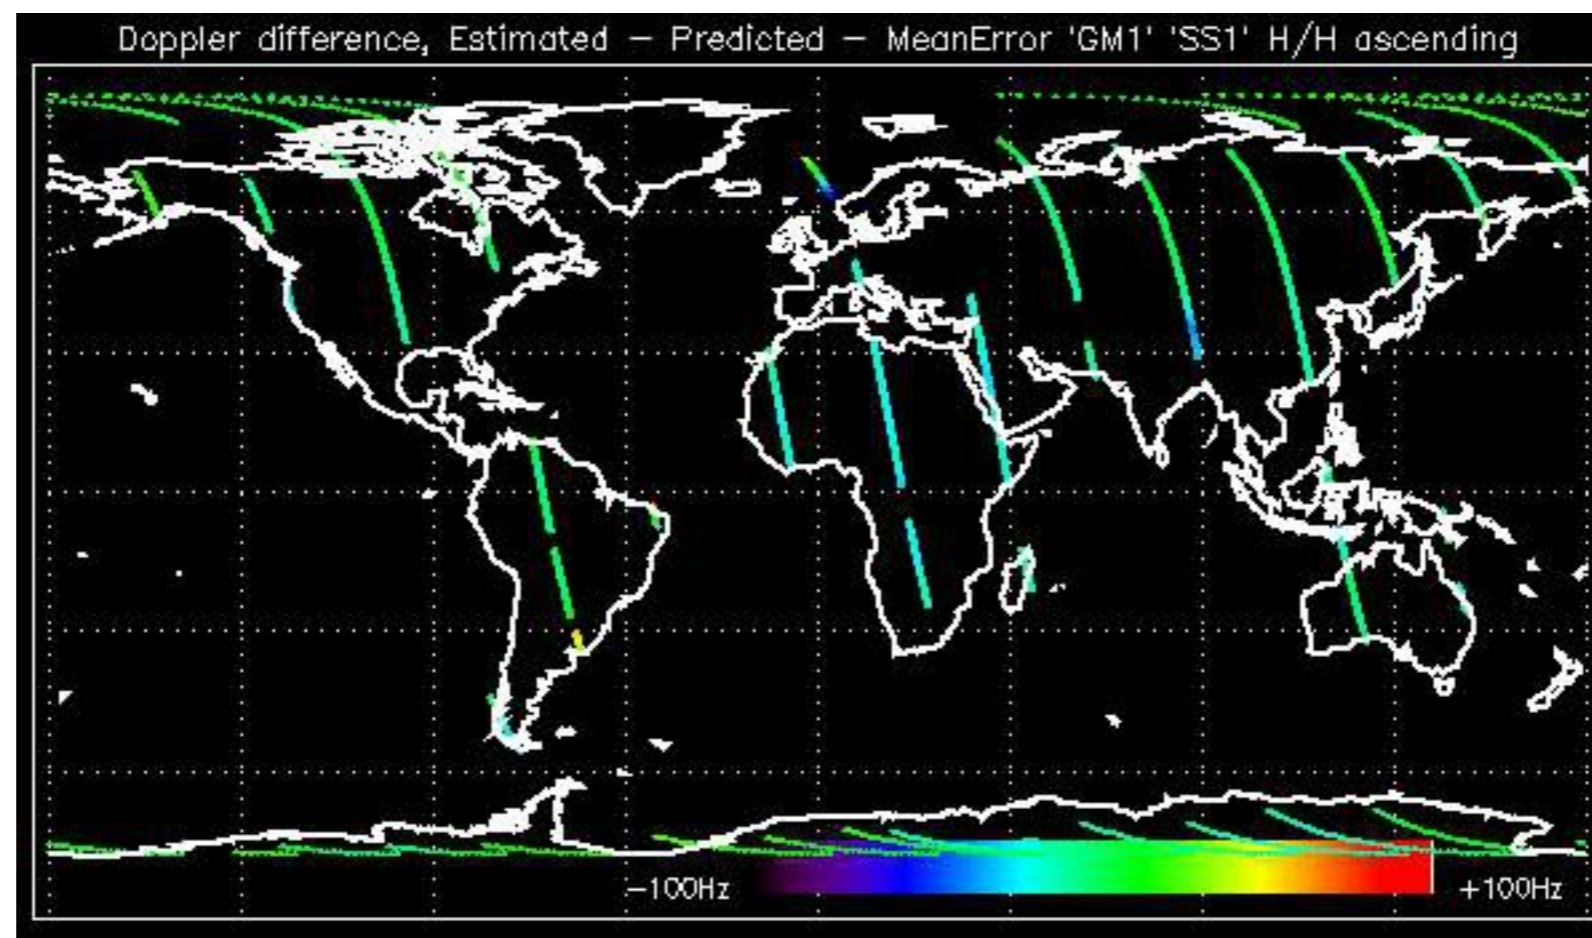 Doppler difference, Estimated — Predicted — MeanError 'GM1' 'SS1' H/H ascending
−100Hz
+100Hz